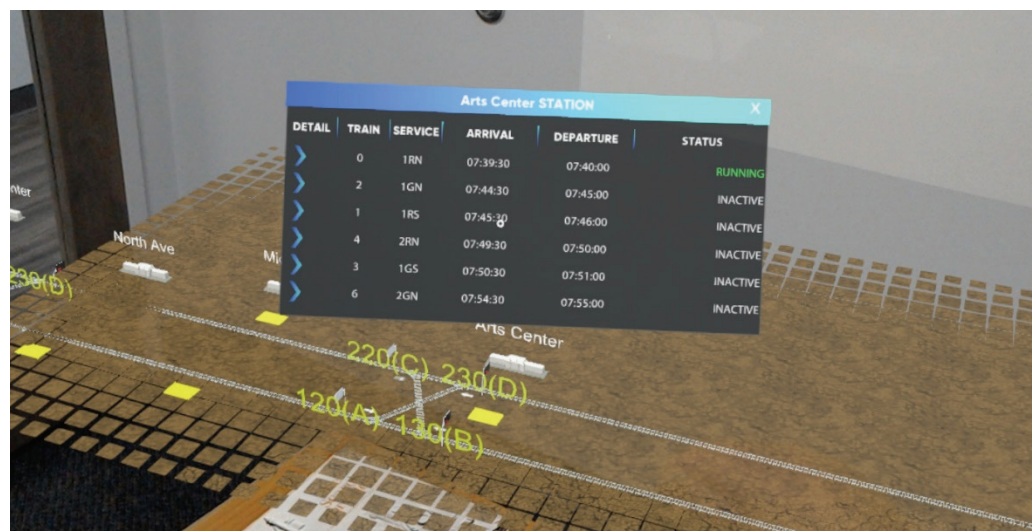 Arts Center STATION X
DETAIL TRAIN SERVICE ARRIVAL DEPARTURE STATUS
0 1RN 07:39:30 07:40:00 RUNNING
2 1GN 07:44:30 07:45:00 INACTIVE
1 1RS 07:45:30 07:46:00 INACTIVE
4 2RN 07:49:30 07:50:00 INACTIVE
3 1GS 07:50:30 07:51:00 INACTIVE
6 2GN 07:54:30 07:55:00 INACTIVE
nter
North Ave
Mi
230(D)
Arts Center
220(C) 230(D)
120(A) 130(B)